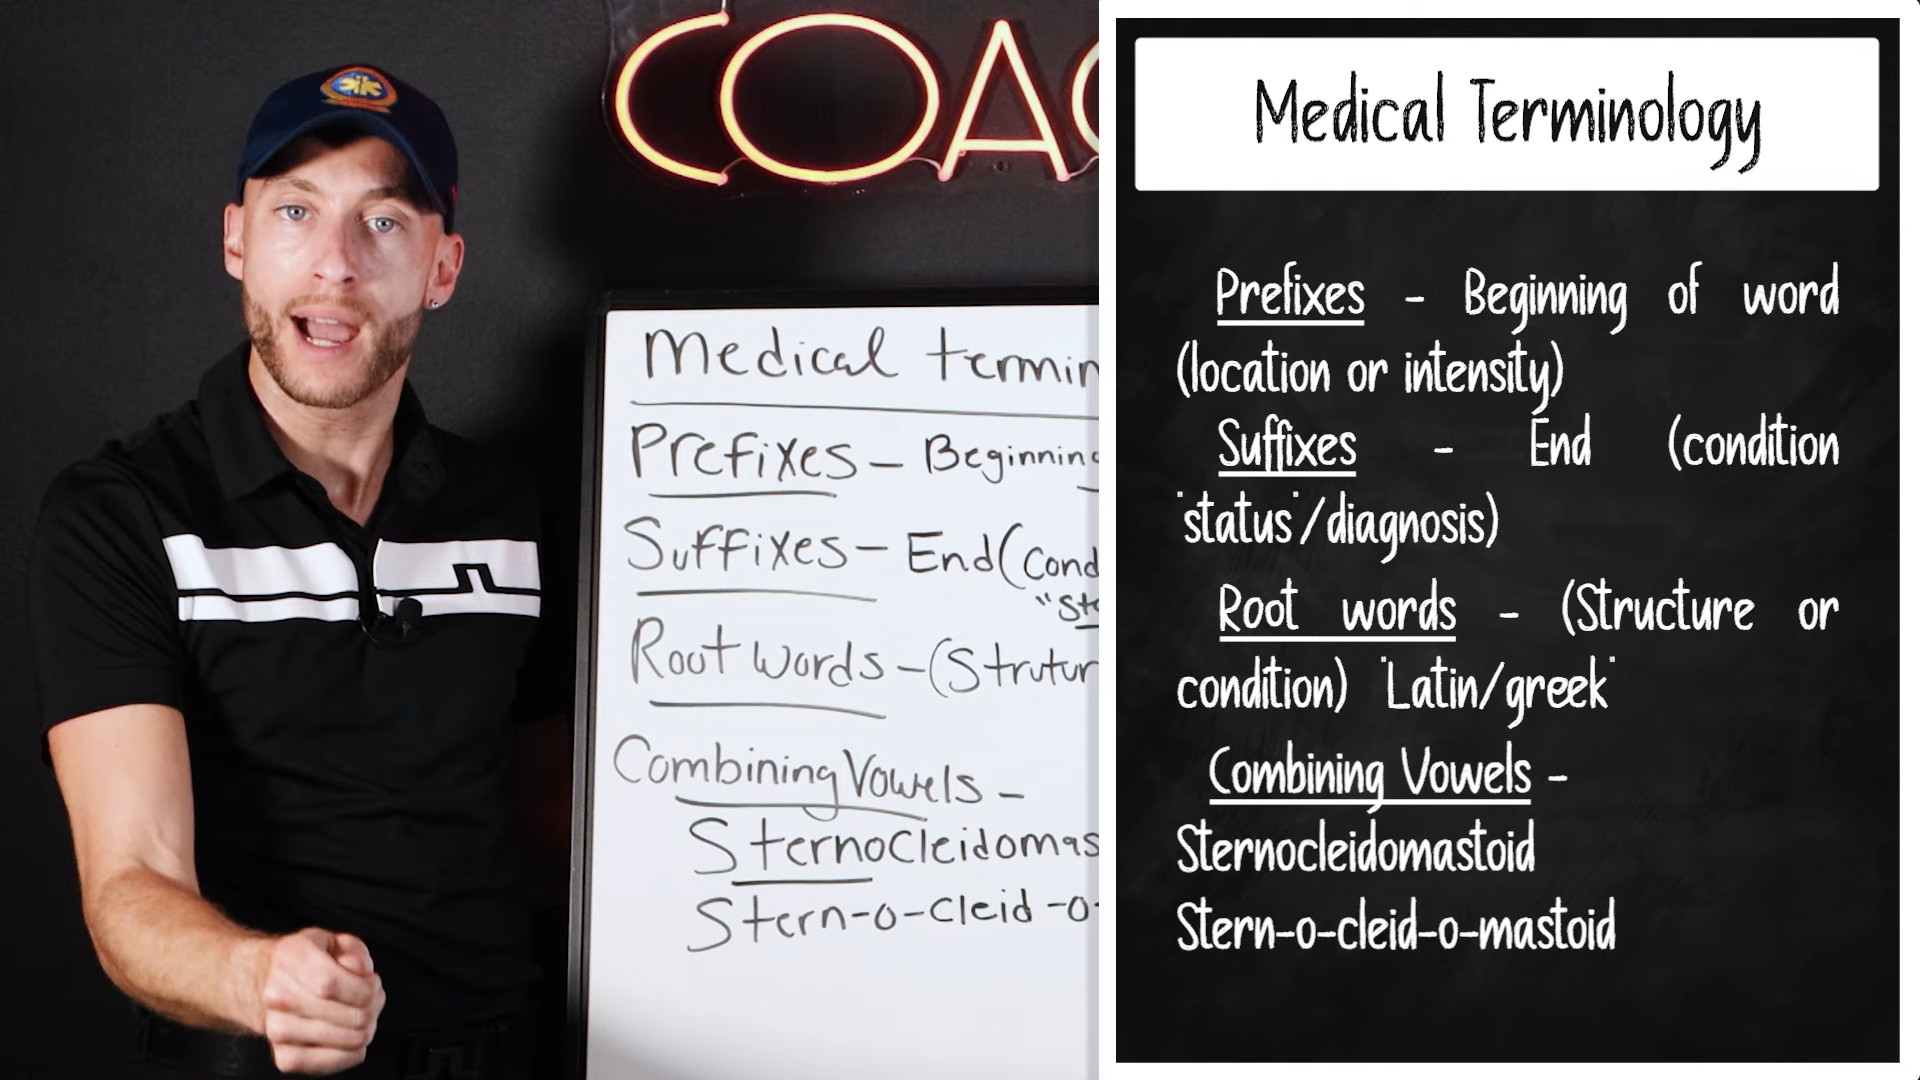 COAC
Medical termin
Prefixes - Beginning
Suffixes - End (Cond
"Sta
Root words - (Strutur
Combining Vowels -
Sternocleidomas
Stern-o-cleid-o-
Medical Terminology
Prefixes - Beginning of word
(location or intensity)
Suffixes - End (condition
"status"/diagnosis)
Root words - (Structure or
condition) "Latin/greek"
Combining Vowels -
Sternocleidomastoid
Stern-o-cleid-o-mastoid